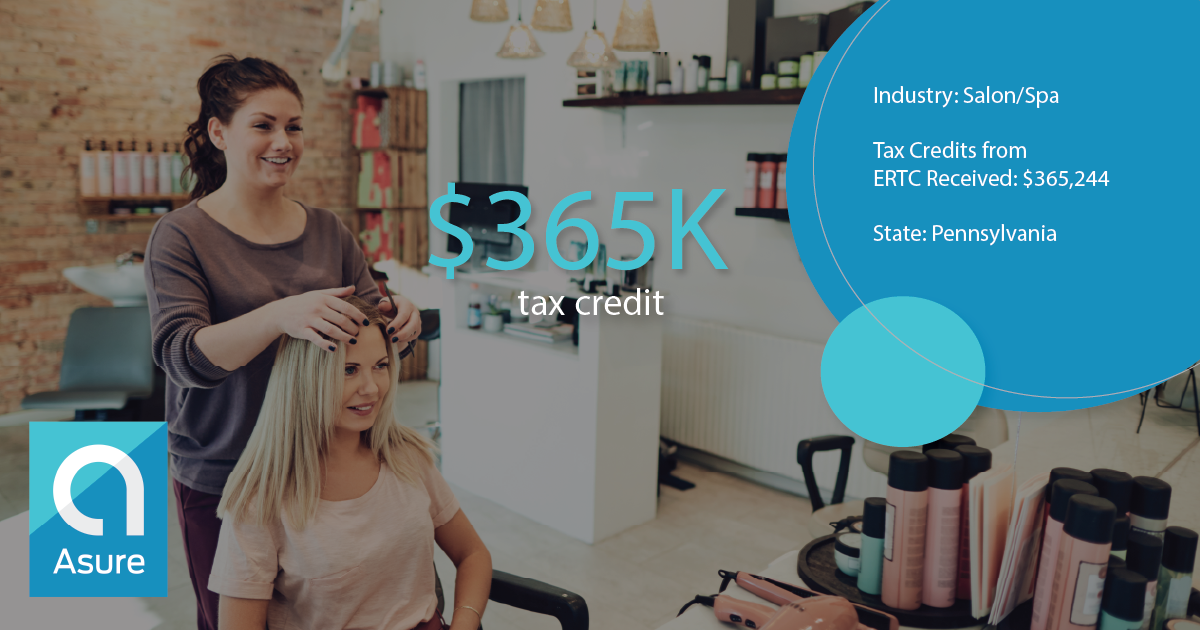 $365K
tax credit
Industry: Salon/Spa
Tax Credits from
ERTC Received: $365,244
State: Pennsylvania
Asure